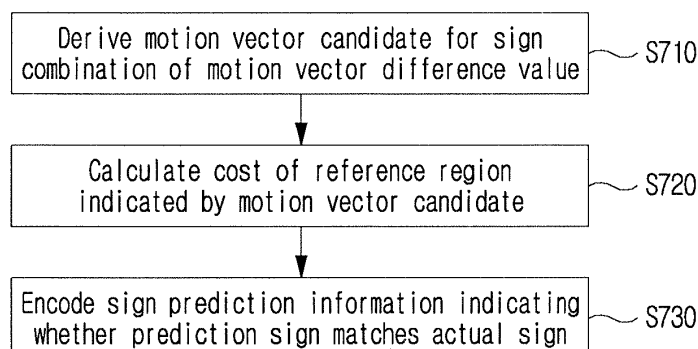 Derive motion vector candidate for sign
combination of motion vector difference value
S710
Calculate cost of reference region
indicated by motion vector candidate
S720
Encode sign prediction information indicating
whether prediction sign matches actual sign
S730